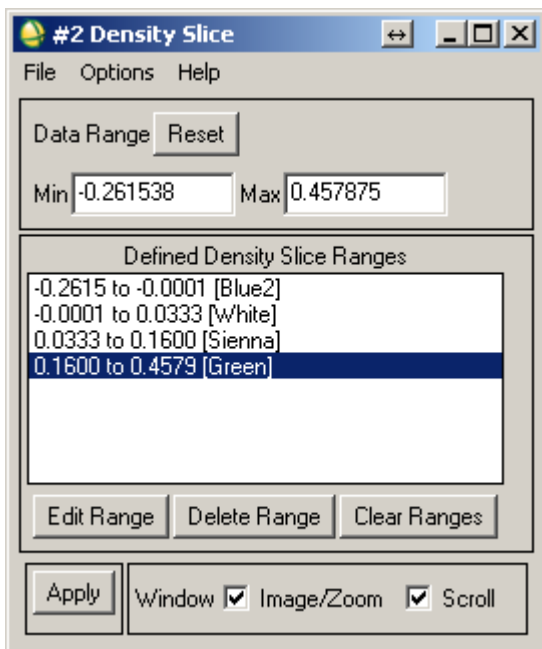 #2 Density Slice
File Options Help
Data Range Reset
Min -0.261538 Max 0.457875
Defined Density Slice Ranges
-0.2615 to -0.0001 [Blue2]
-0.0001 to 0.0333 [White]
0.0333 to 0.1600 [Sienna]
0.1600 to 0.4579 [Green]
Edit Range Delete Range Clear Ranges
Apply Window Image/Zoom Scroll